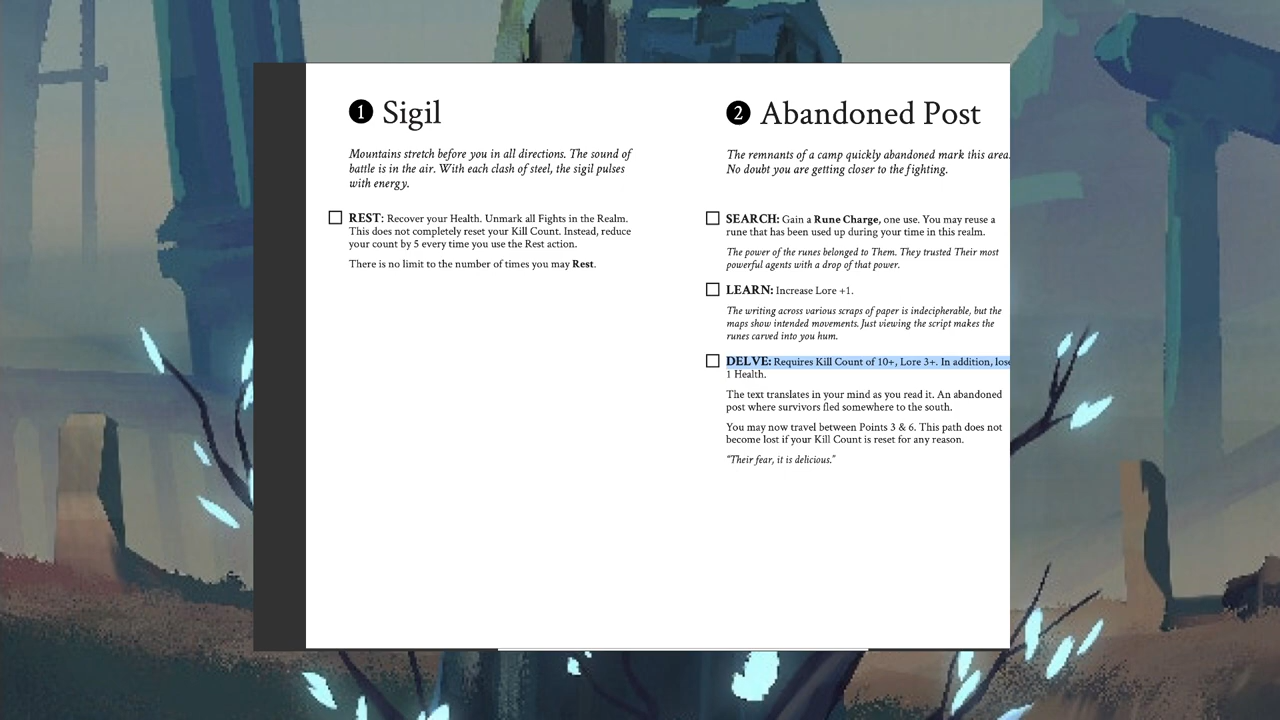 1 Sigil
Mountains stretch before you in all directions. The sound of
battle is in the air. With each clash of steel, the sigil pulses
with energy.
REST: Recover your Health. Unmark all Fights in the Realm.
This does not completely reset your Kill Count. Instead, reduce
your count by 5 every time you use the Rest action.
There is no limit to the number of times you may Rest.
2 Abandoned Post
The remnants of a camp quickly abandoned mark this area.
No doubt you are getting closer to the fighting.
SEARCH: Gain a Rune Charge, one use. You may reuse a
rune that has been used up during your time in this realm.
The power of the runes belonged to Them. They trusted Their most
powerful agents with a drop of that power.
LEARN: Increase Lore +1.
The writing across various scraps of paper is indecipherable, but the
maps show intended movements. Just viewing the script makes the
runes carved into you hum.
DELVE: Requires Kill Count of 10+, Lore 3+. In addition, lose
1 Health.
The text translates in your mind as you read it. An abandoned
post where survivors fled somewhere to the south.
You may now travel between Points 3 & 6. This path does not
become lost if your Kill Count is reset for any reason.
"Their fear, it is delicious."